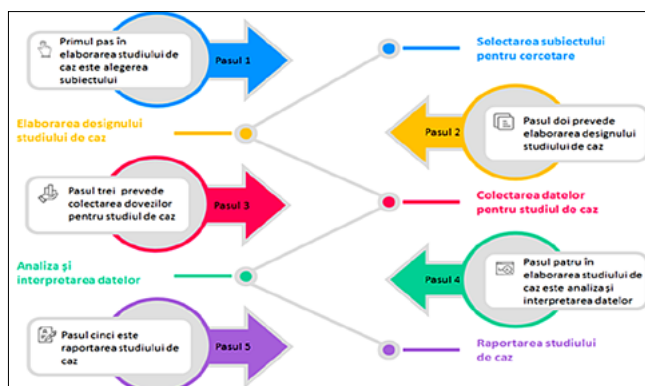 Primul pas în
elaborarea studiului de
caz este alegerea
subiectului
Pasul 1
Selectarea subiectului
pentru cercetare
Elaborarea designului
studiului de caz
Pasul 2
Pasul doi prevede
elaborarea designului
studiului de caz
Pasul trei prevede
colectarea dovezilor
pentru studiul de caz
Pasul 3
Colectarea datelor
pentru studiul de caz
Analiza și
interpretarea datelor
Pasul 4
Pasul patru în
elaborarea studiului de
caz este analiza și
interpretarea datelor
Pasul cinci este
raportarea studiului de
caz
Pasul 5
Raportarea studiului
de caz